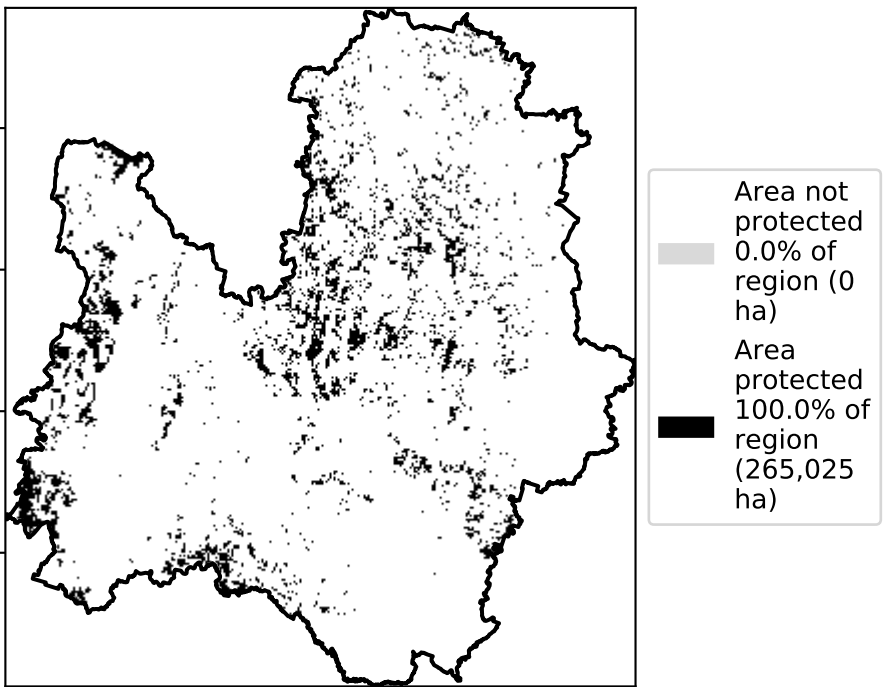 Area not
protected
0.0% of
region (0
ha)
Area
protected
100.0% of
region
(265,025
ha)